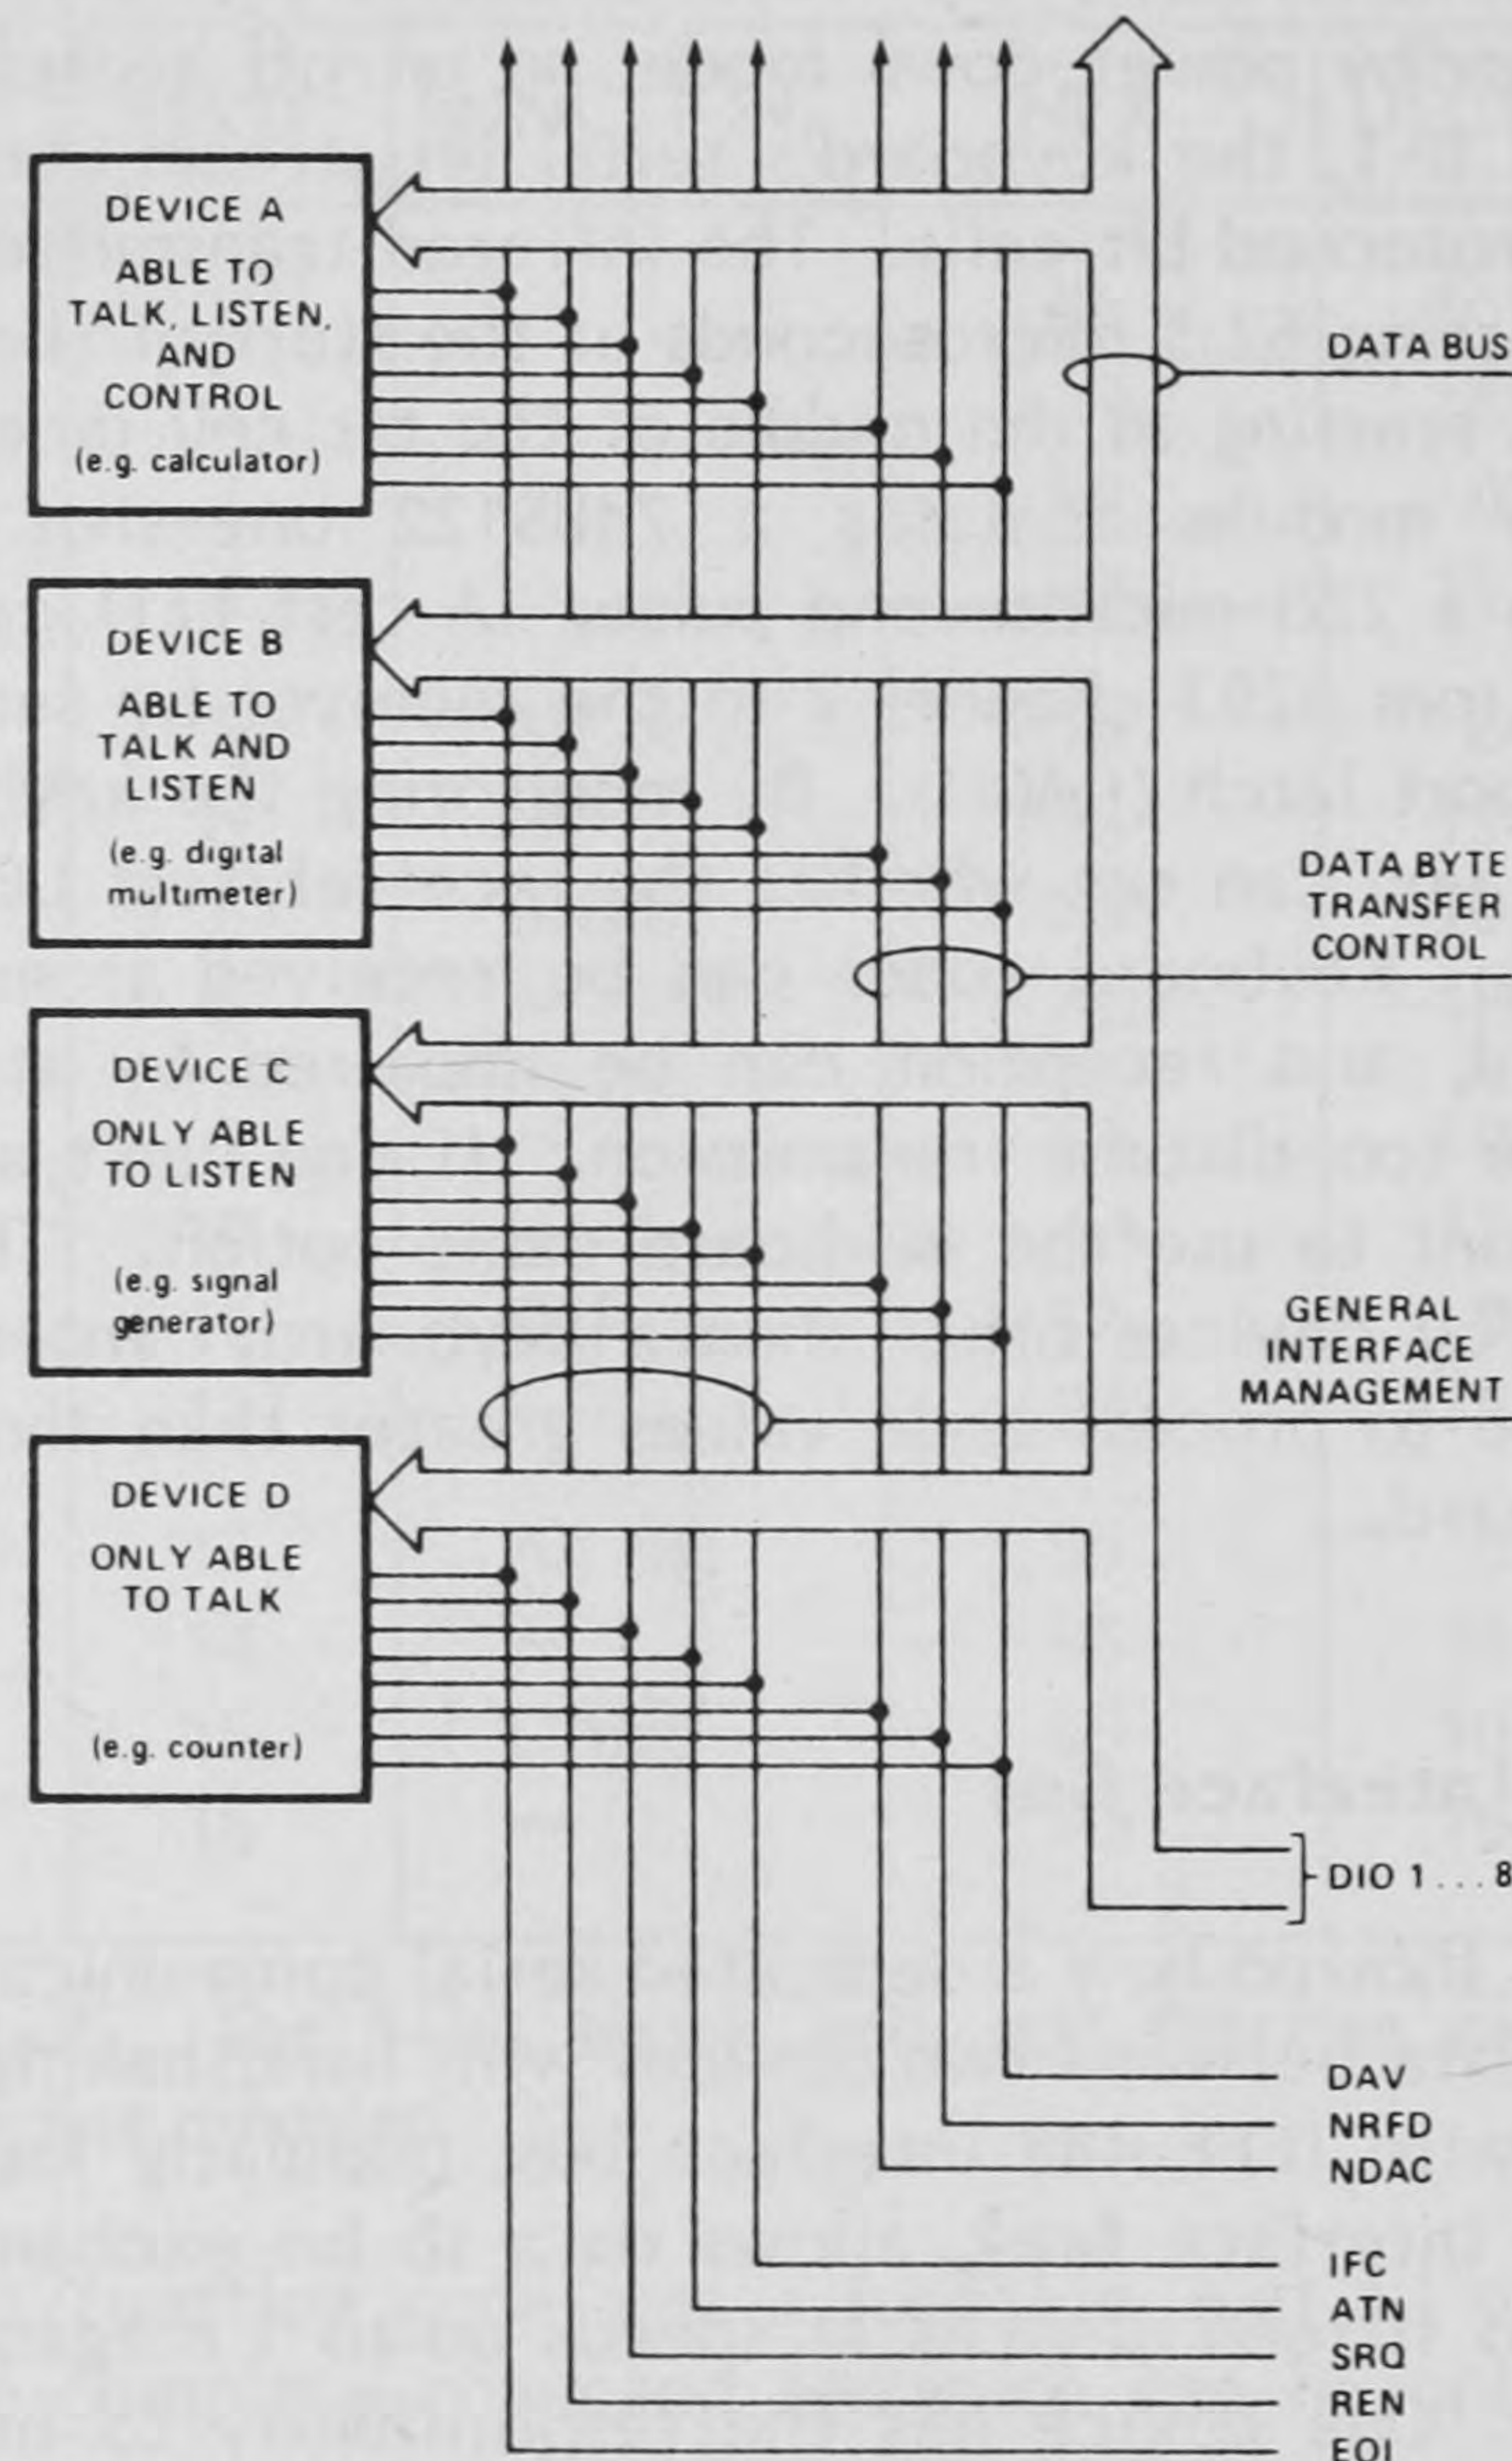 DEVICE A
ABLE TO
TALK, LISTEN,
AND
CONTROL
(e.g. calculator)
DATA BUS
DEVICE B
ABLE TO
TALK AND
LISTEN
(e.g. digital
multimeter)
DATA BYTE
TRANSFER
CONTROL
DEVICE C
ONLY ABLE
TO LISTEN
(e.g. signal
generator)
GENERAL
INTERFACE
MANAGEMENT
DEVICE D
ONLY ABLE
TO TALK
(e.g. counter)
DIO 1...8
DAV
NRFD
NDAC
IFC
ATN
SRQ
REN
EOI